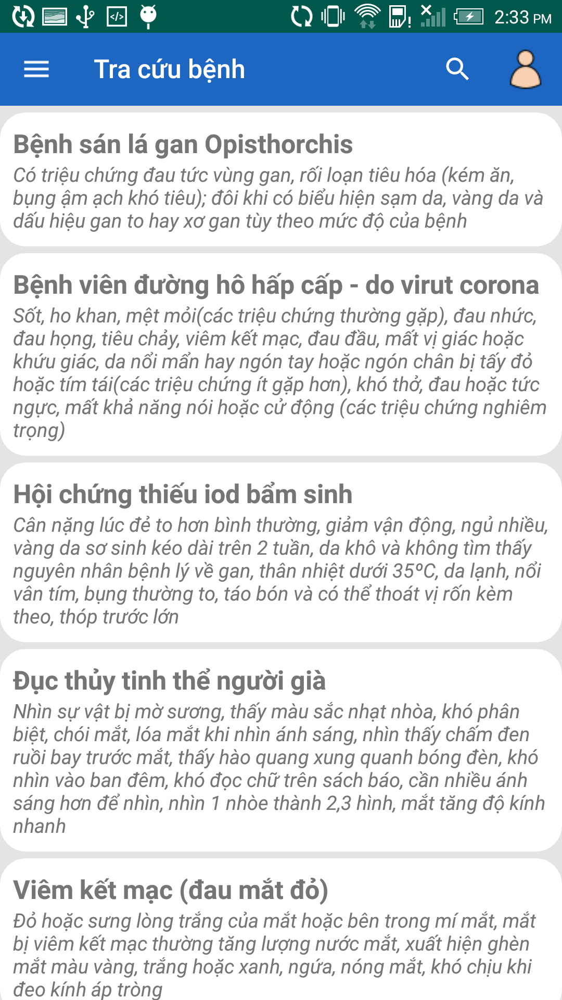 2:33 PM
Tra cứu bệnh
Bệnh sán lá gan Opisthorchis
Có triệu chứng đau tức vùng gan, rối loạn tiêu hóa (kém ăn,
bụng ậm ạch khó tiêu); đôi khi có biểu hiện sạm da, vàng da và
dấu hiệu gan to hay xơ gan tùy theo mức độ của bệnh
Bệnh viên đường hô hấp cấp - do virut corona
Sốt, ho khan, mệt mỏi(các triệu chứng thường gặp), đau nhức,
đau họng, tiêu chảy, viêm kết mạc, đau đầu, mất vị giác hoặc
khứu giác, da nổi mẩn hay ngón tay hoặc ngón chân bị tấy đỏ
hoặc tím tái(các triệu chứng ít gặp hơn), khó thở, đau hoặc tức
ngực, mất khả năng nói hoặc cử động (các triệu chứng nghiêm
trọng)
Hội chứng thiếu iod bẩm sinh
Cân nặng lúc đẻ to hơn bình thường, giảm vận động, ngủ nhiều,
vàng da sơ sinh kéo dài trên 2 tuần, da khô và không tìm thấy
nguyên nhân bệnh lý về gan, thân nhiệt dưới 35ºC, da lạnh, nổi
vân tím, bụng thường to, táo bón và có thể thoát vị rốn kèm
theo, thóp trước lớn
Đục thủy tinh thể người già
Nhìn sự vật bị mờ sương, thấy màu sắc nhạt nhòa, khó phân
biệt, chói mắt, lóa mắt khi nhìn ánh sáng, nhìn thấy chấm đen
ruồi bay trước mắt, thấy hào quang xung quanh bóng đèn, khó
nhìn vào ban đêm, khó đọc chữ trên sách báo, cần nhiều ánh
sáng hơn để nhìn, nhìn 1 nhòe thành 2,3 hình, mắt tăng độ kính
nhanh
Viêm kết mạc (đau mắt đỏ)
Đỏ hoặc sưng lòng trắng của mắt hoặc bên trong mí mắt, mắt
bị viêm kết mạc thường tăng lượng nước mắt, xuất hiện ghèn
mắt màu vàng, trắng hoặc xanh, ngứa, nóng mắt, khó chịu khi
đeo kính áp tròng